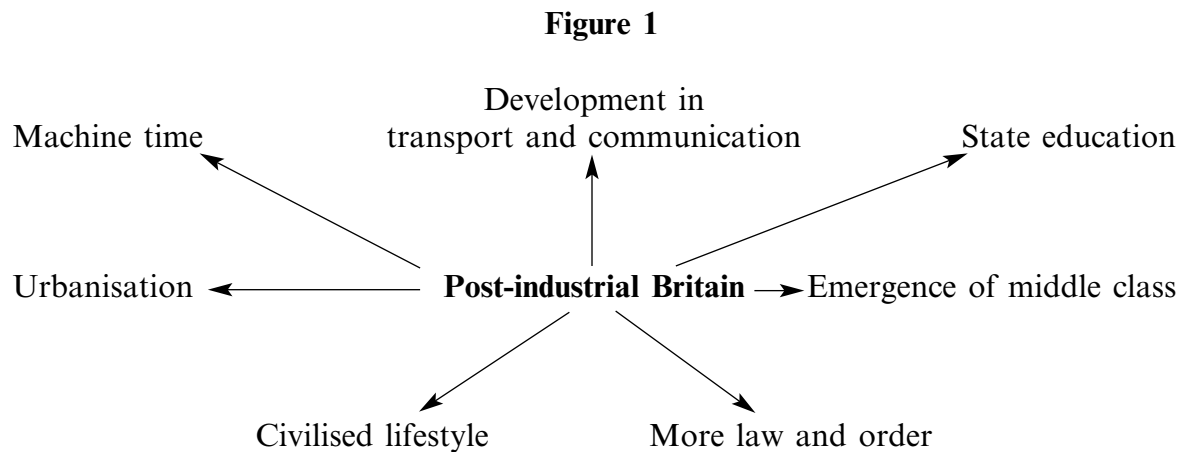 Figure 1
Development in
transport and communication
Machine time
State education
Urbanisation
Post-industrial Britain
Emergence of middle class
Civilised lifestyle
More law and order